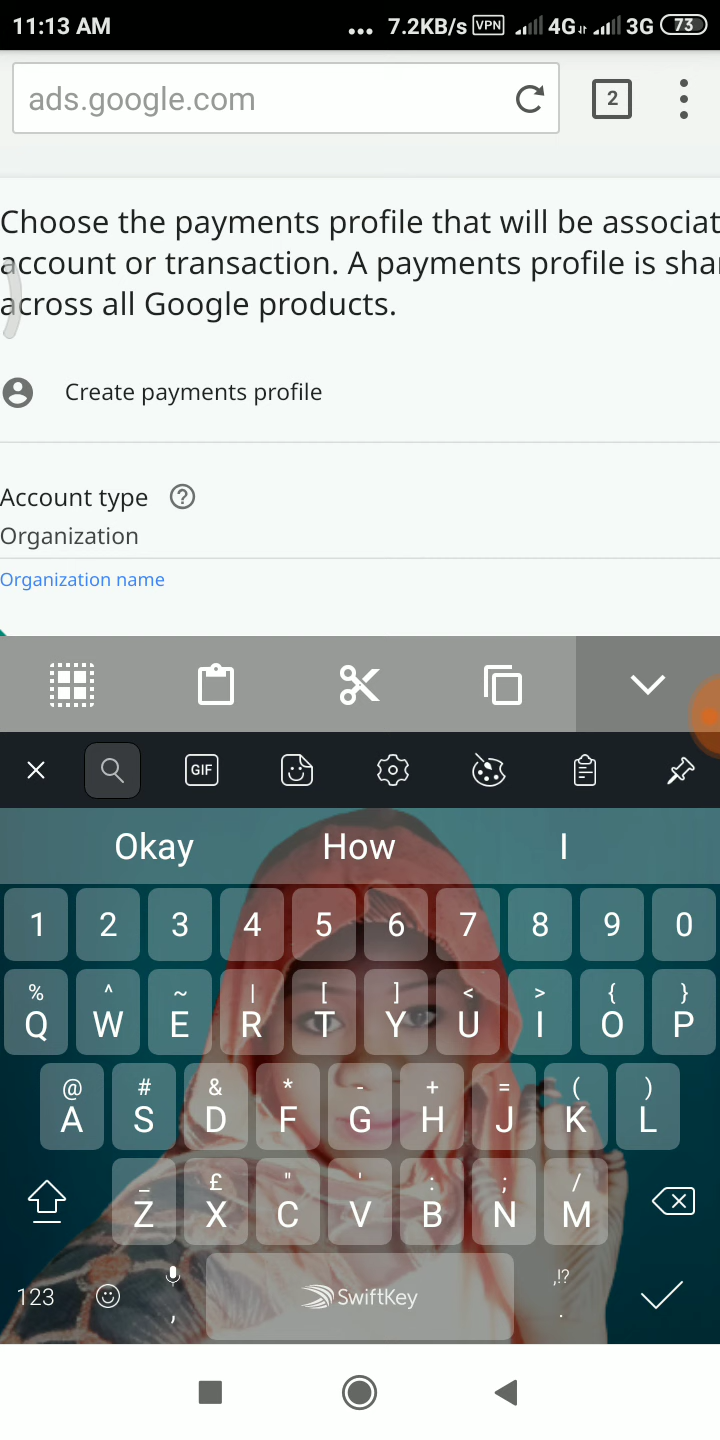 11:13 AM ... 7.2KB/s VPN 4G 3G 73
ads.google.com 2
Choose the payments profile that will be associat
account or transaction. A payments profile is shar
across all Google products.
Create payments profile
Account type ?
Organization
Organization name
GIF
Okay How I
1 2 3 4 5 6 7 8 9 0
% ^ ~ | [ ] < > { }
Q W E R T Y U I O P
@ # & * - + = ( )
A S D F G H J K L
_ £ " ' : ; /
Z X C V B N M
123 , SwiftKey ,!? .